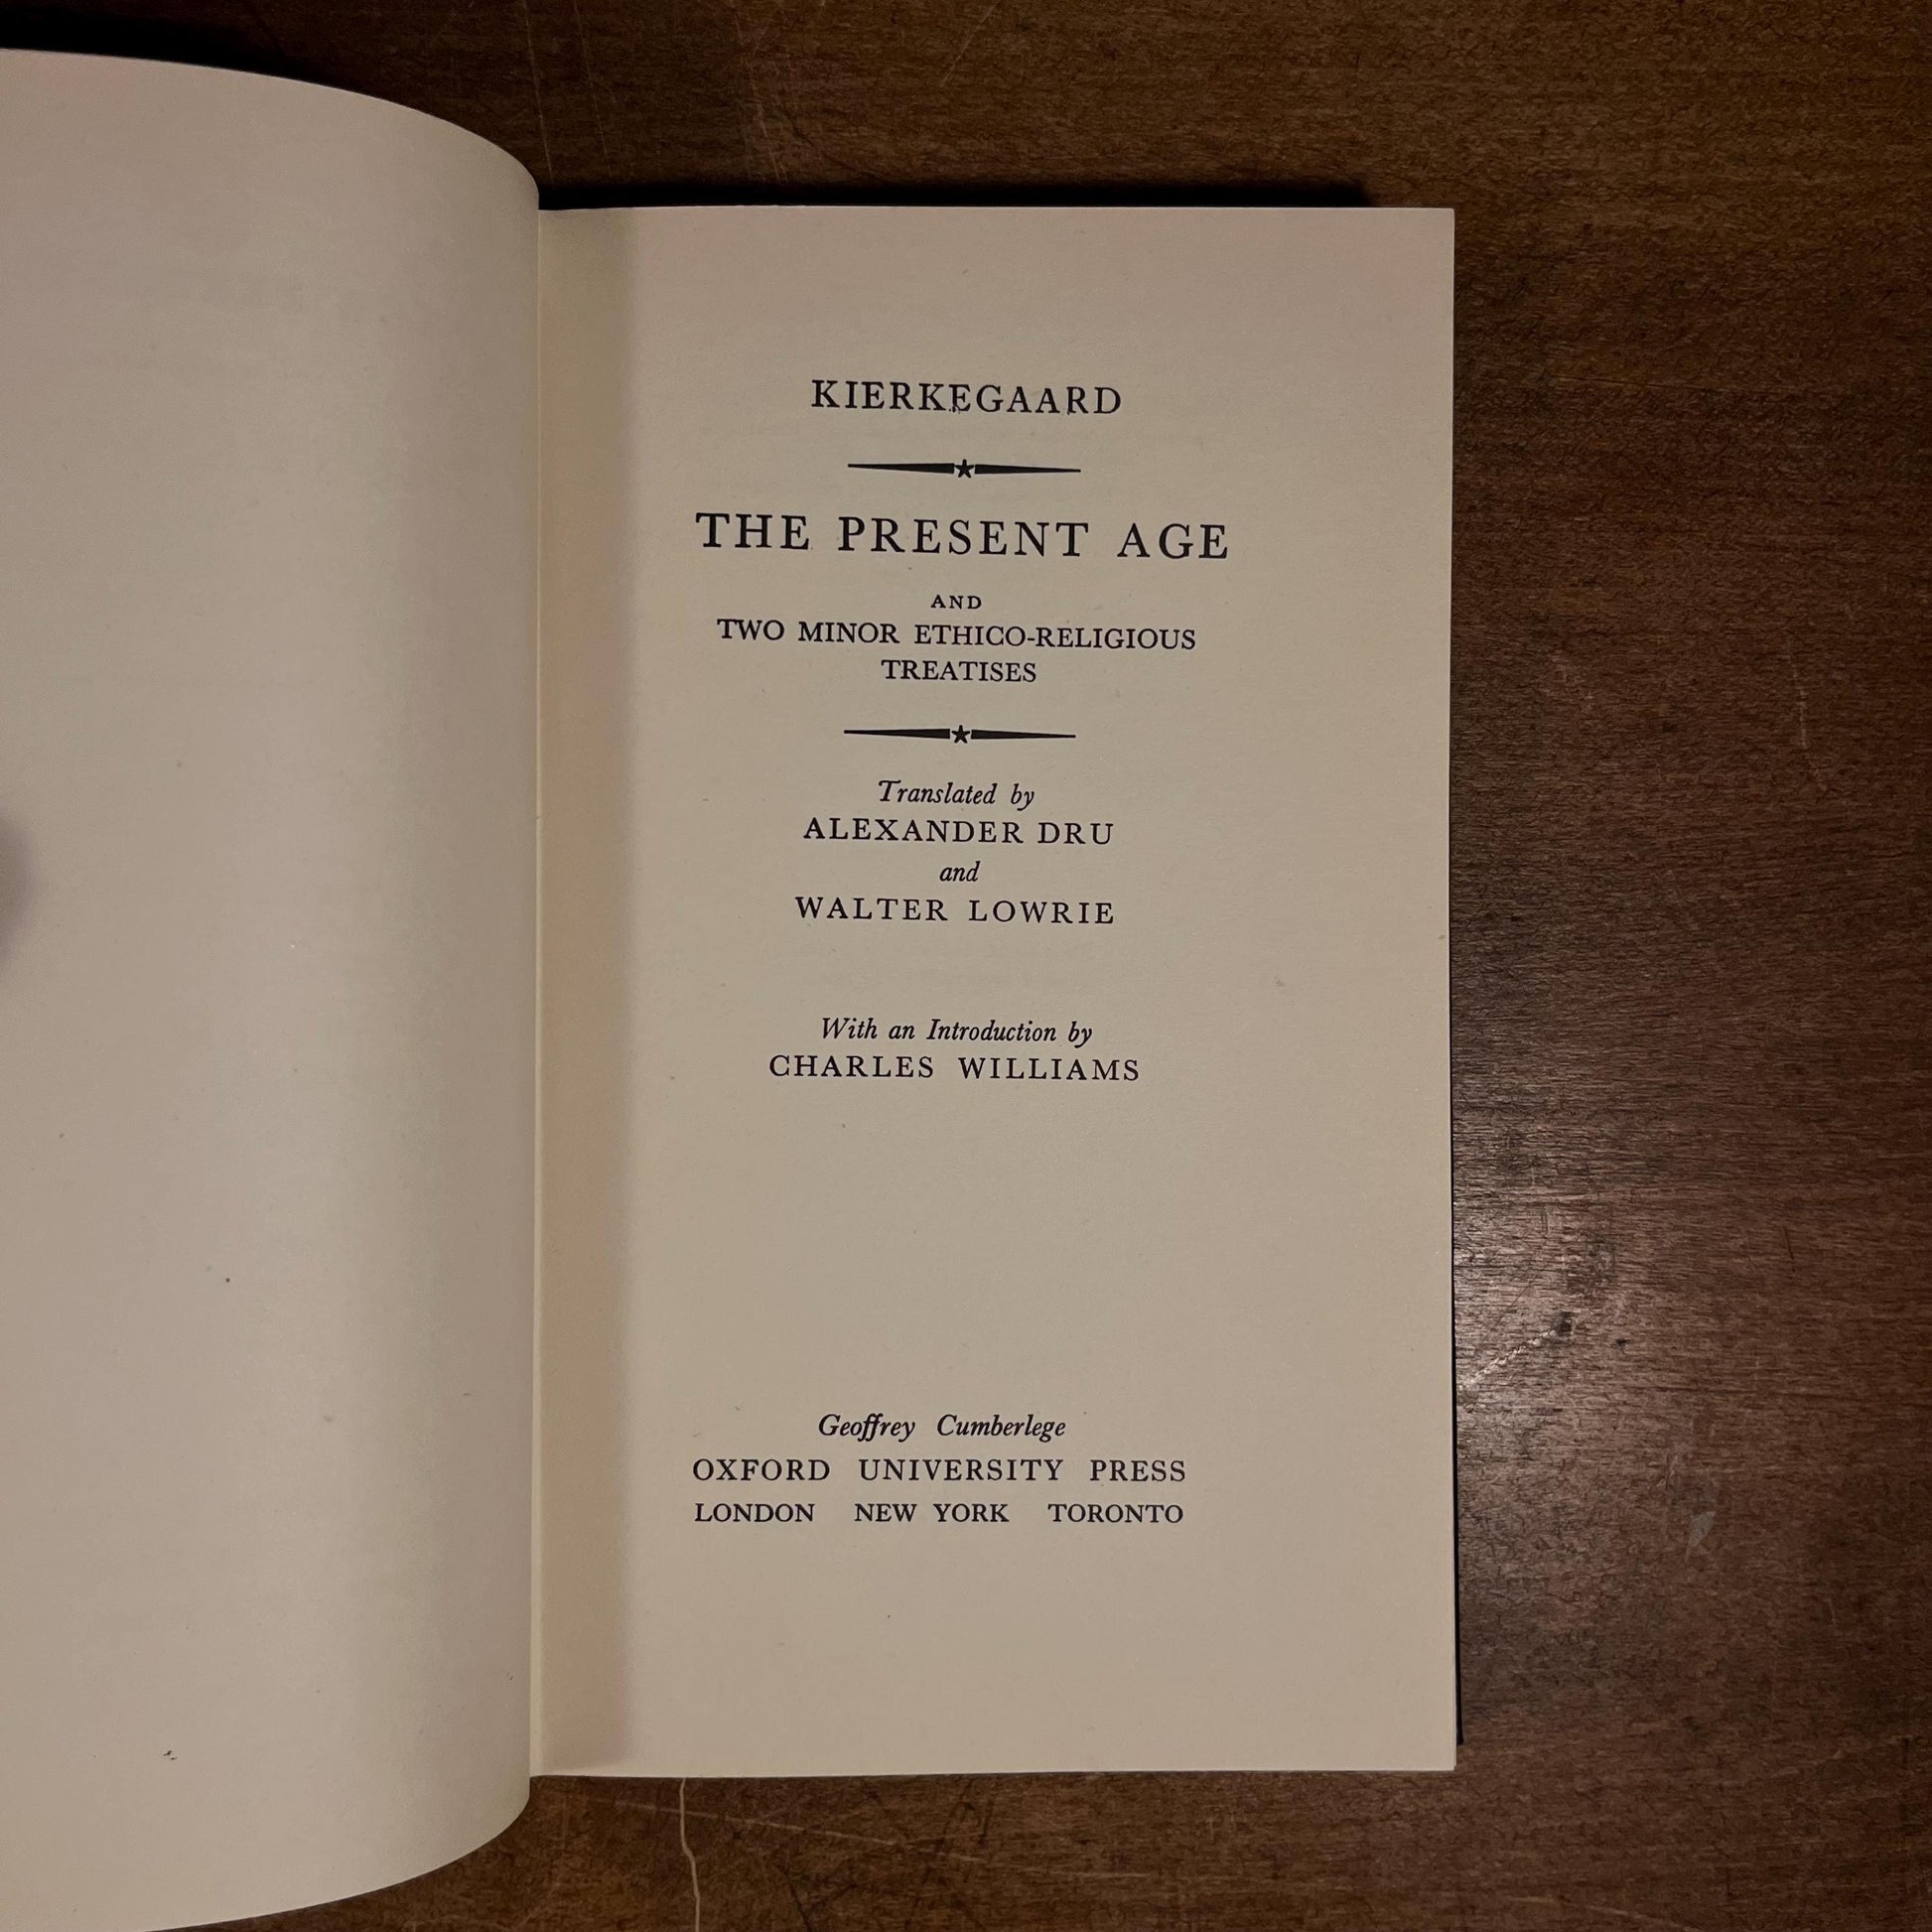 KIERKEGAARD
THE PRESENT AGE
AND
TWO MINOR ETHICO-RELIGIOUS
TREATISES
Translated by
ALEXANDER DRU
and
WALTER LOWRIE
With an Introduction by
CHARLES WILLIAMS
Geoffrey Cumberlege
OXFORD UNIVERSITY PRESS
LONDON NEW YORK TORONTO